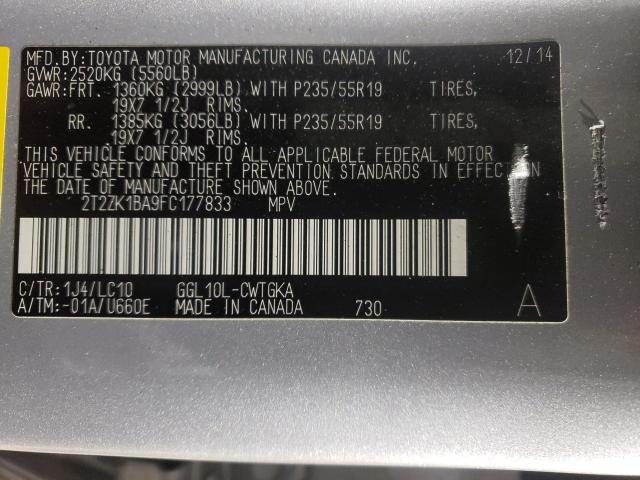 MFD.BY:TOYOTA MOTOR MANUFACTURING CANADA INC. 12/14
GVWR:2520KG (5560LB)
GAWR:FRT. 1360KG (2999LB) WITH P235/55R19 TIRES,
19X7 1/2J RIMS.
RR. 1385KG (3056LB) WITH P235/55R19 TIRES,
19X7 1/2J RIMS.
THIS VEHICLE CONFORMS TO ALL APPLICABLE FEDERAL MOTOR
VEHICLE SAFETY AND THEFT PREVENTION STANDARDS IN EFFECT ON
THE DATE OF MANUFACTURE SHOWN ABOVE.
2T2ZK1BA9FC177833 MPV
C/TR:1J4/LC10 GGL10L-CWTGKA
A/TM:-01A/U660E MADE IN CANADA 730 A